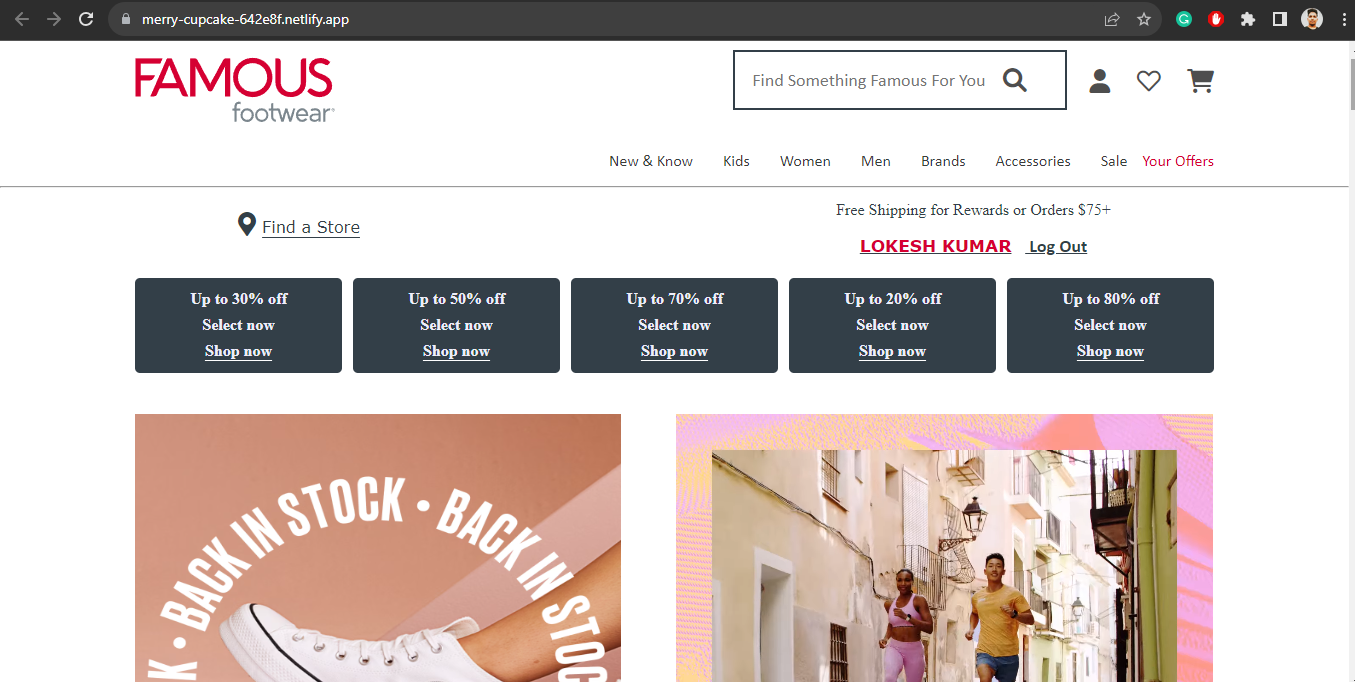 merry-cupcake-642e8f.netlify.app
FAMOUS
footwear
Find Something Famous For You
New & Know Kids Women Men Brands Accessories Sale Your Offers
Find a Store
Free Shipping for Rewards or Orders $75+
LOKESH KUMAR Log Out
Up to 30% off
Select now
Shop now
Up to 50% off
Select now
Shop now
Up to 70% off
Select now
Shop now
Up to 20% off
Select now
Shop now
Up to 80% off
Select now
Shop now
CK • BACK IN STOCK • BACK IN STOC